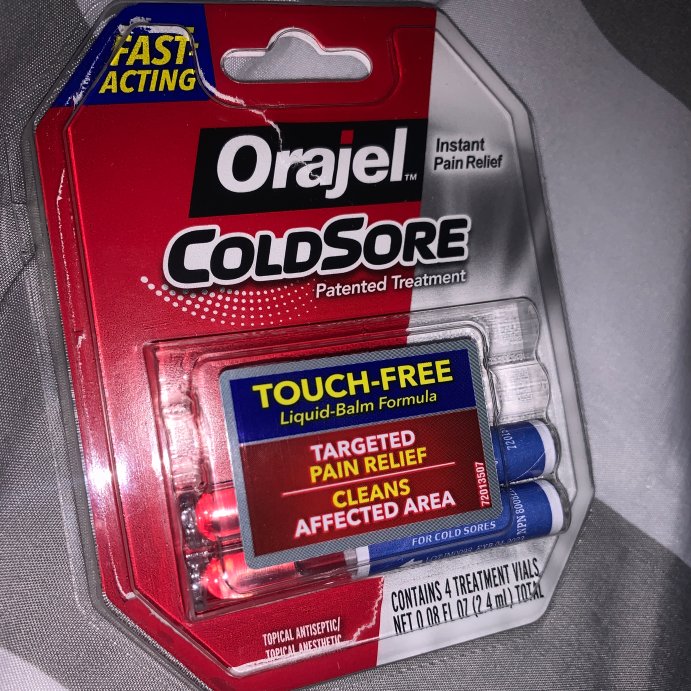 FAST-
ACTING
Orajel™
Instant
Pain Relief
COLDSORE
Patented Treatment
TOUCH-FREE
Liquid-Balm Formula
TARGETED
PAIN RELIEF
CLEANS
AFFECTED AREA
72013507
FOR COLD SORES
NPN
CONTAINS 4 TREATMENT VIALS
NET 0.08 FL OZ (2.4 mL) TOTAL
TOPICAL ANTISEPTIC/
TOPICAL ANESTHETIC